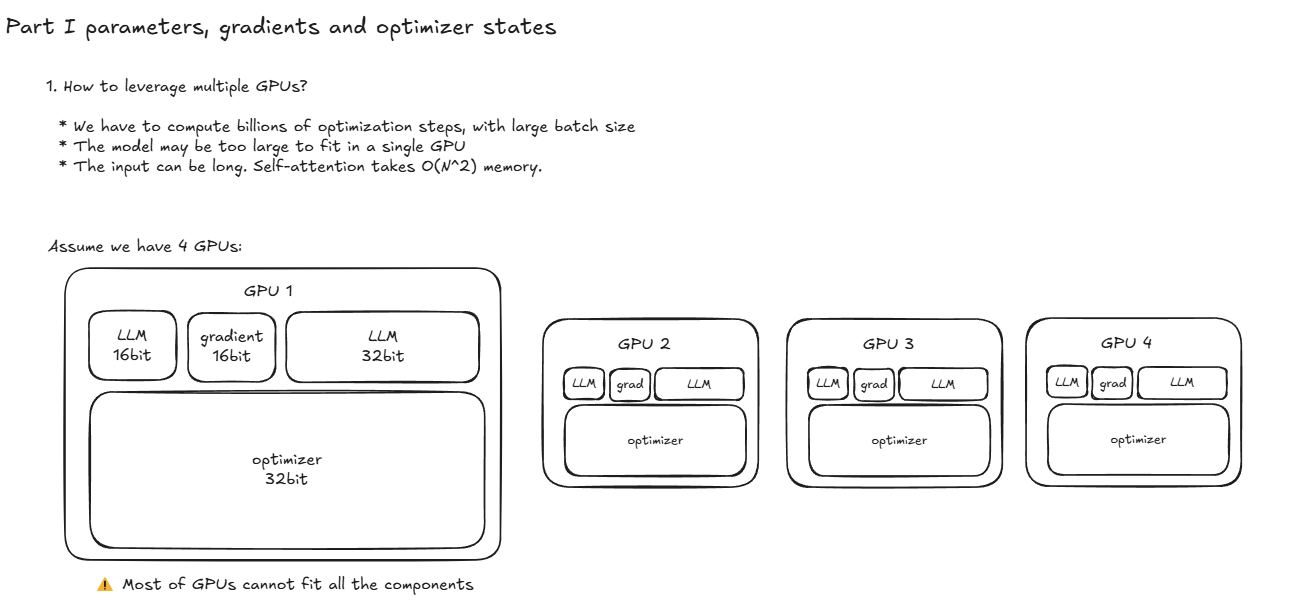 Part I parameters, gradients and optimizer states
1. How to leverage multiple GPUs?
* We have to compute billions of optimization steps, with large batch size
* The model may be too large to fit in a single GPU
* The input can be long. Self-attention takes O(N^2) memory.
Assume we have 4 GPUs:
GPU 1
LLM
16bit
gradient
16bit
LLM
32bit
optimizer
32bit
GPU 2
LLM
grad
LLM
optimizer
GPU 3
LLM
grad
LLM
optimizer
GPU 4
LLM
grad
LLM
optimizer
⚠️ Most of GPUs cannot fit all the components